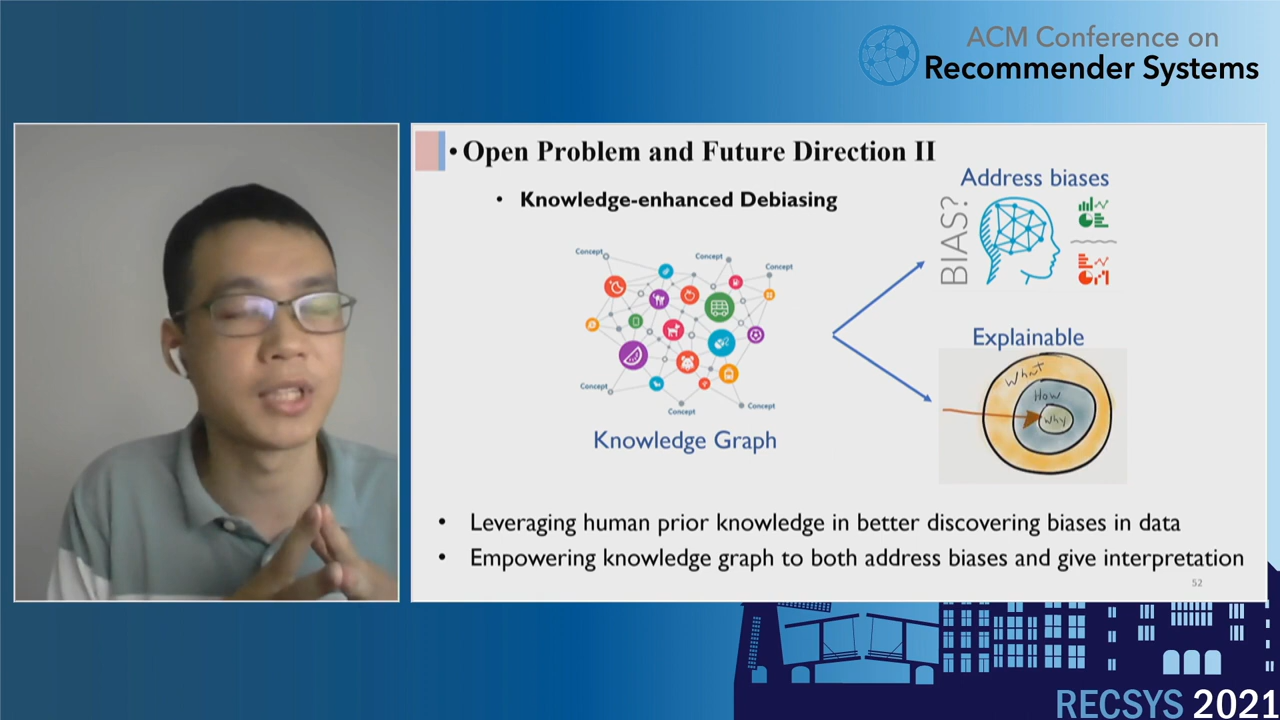 ACM Conference on
Recommender Systems
• Open Problem and Future Direction II
• Knowledge-enhanced Debiasing
Address biases
BIAS?
Concept
Concept
Concept
Concept
Concept
Concept
Knowledge Graph
Explainable
What
How
Why
• Leveraging human prior knowledge in better discovering biases in data
• Empowering knowledge graph to both address biases and give interpretation
52
RECSYS 2021